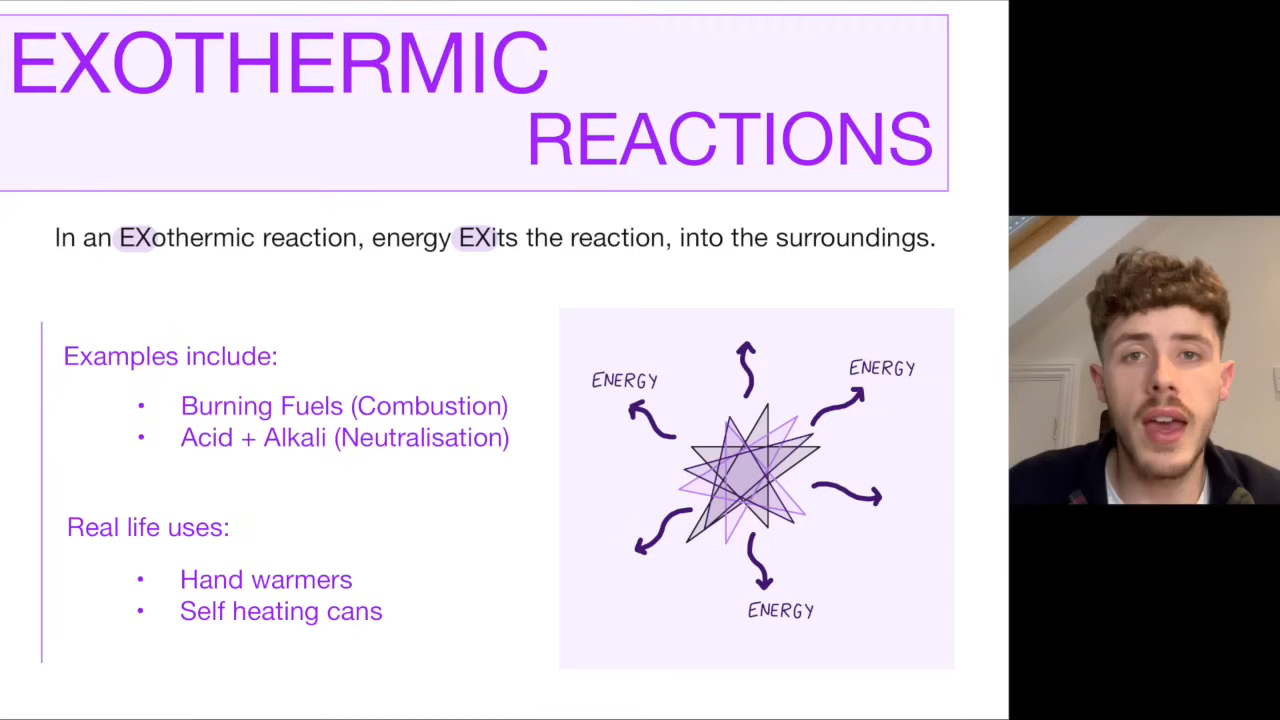 EXOTHERMIC
REACTIONS
In an EXothermic reaction, energy EXits the reaction, into the surroundings.
Examples include:
• Burning Fuels (Combustion)
• Acid + Alkali (Neutralisation)
Real life uses:
• Hand warmers
• Self heating cans
ENERGY
ENERGY
ENERGY